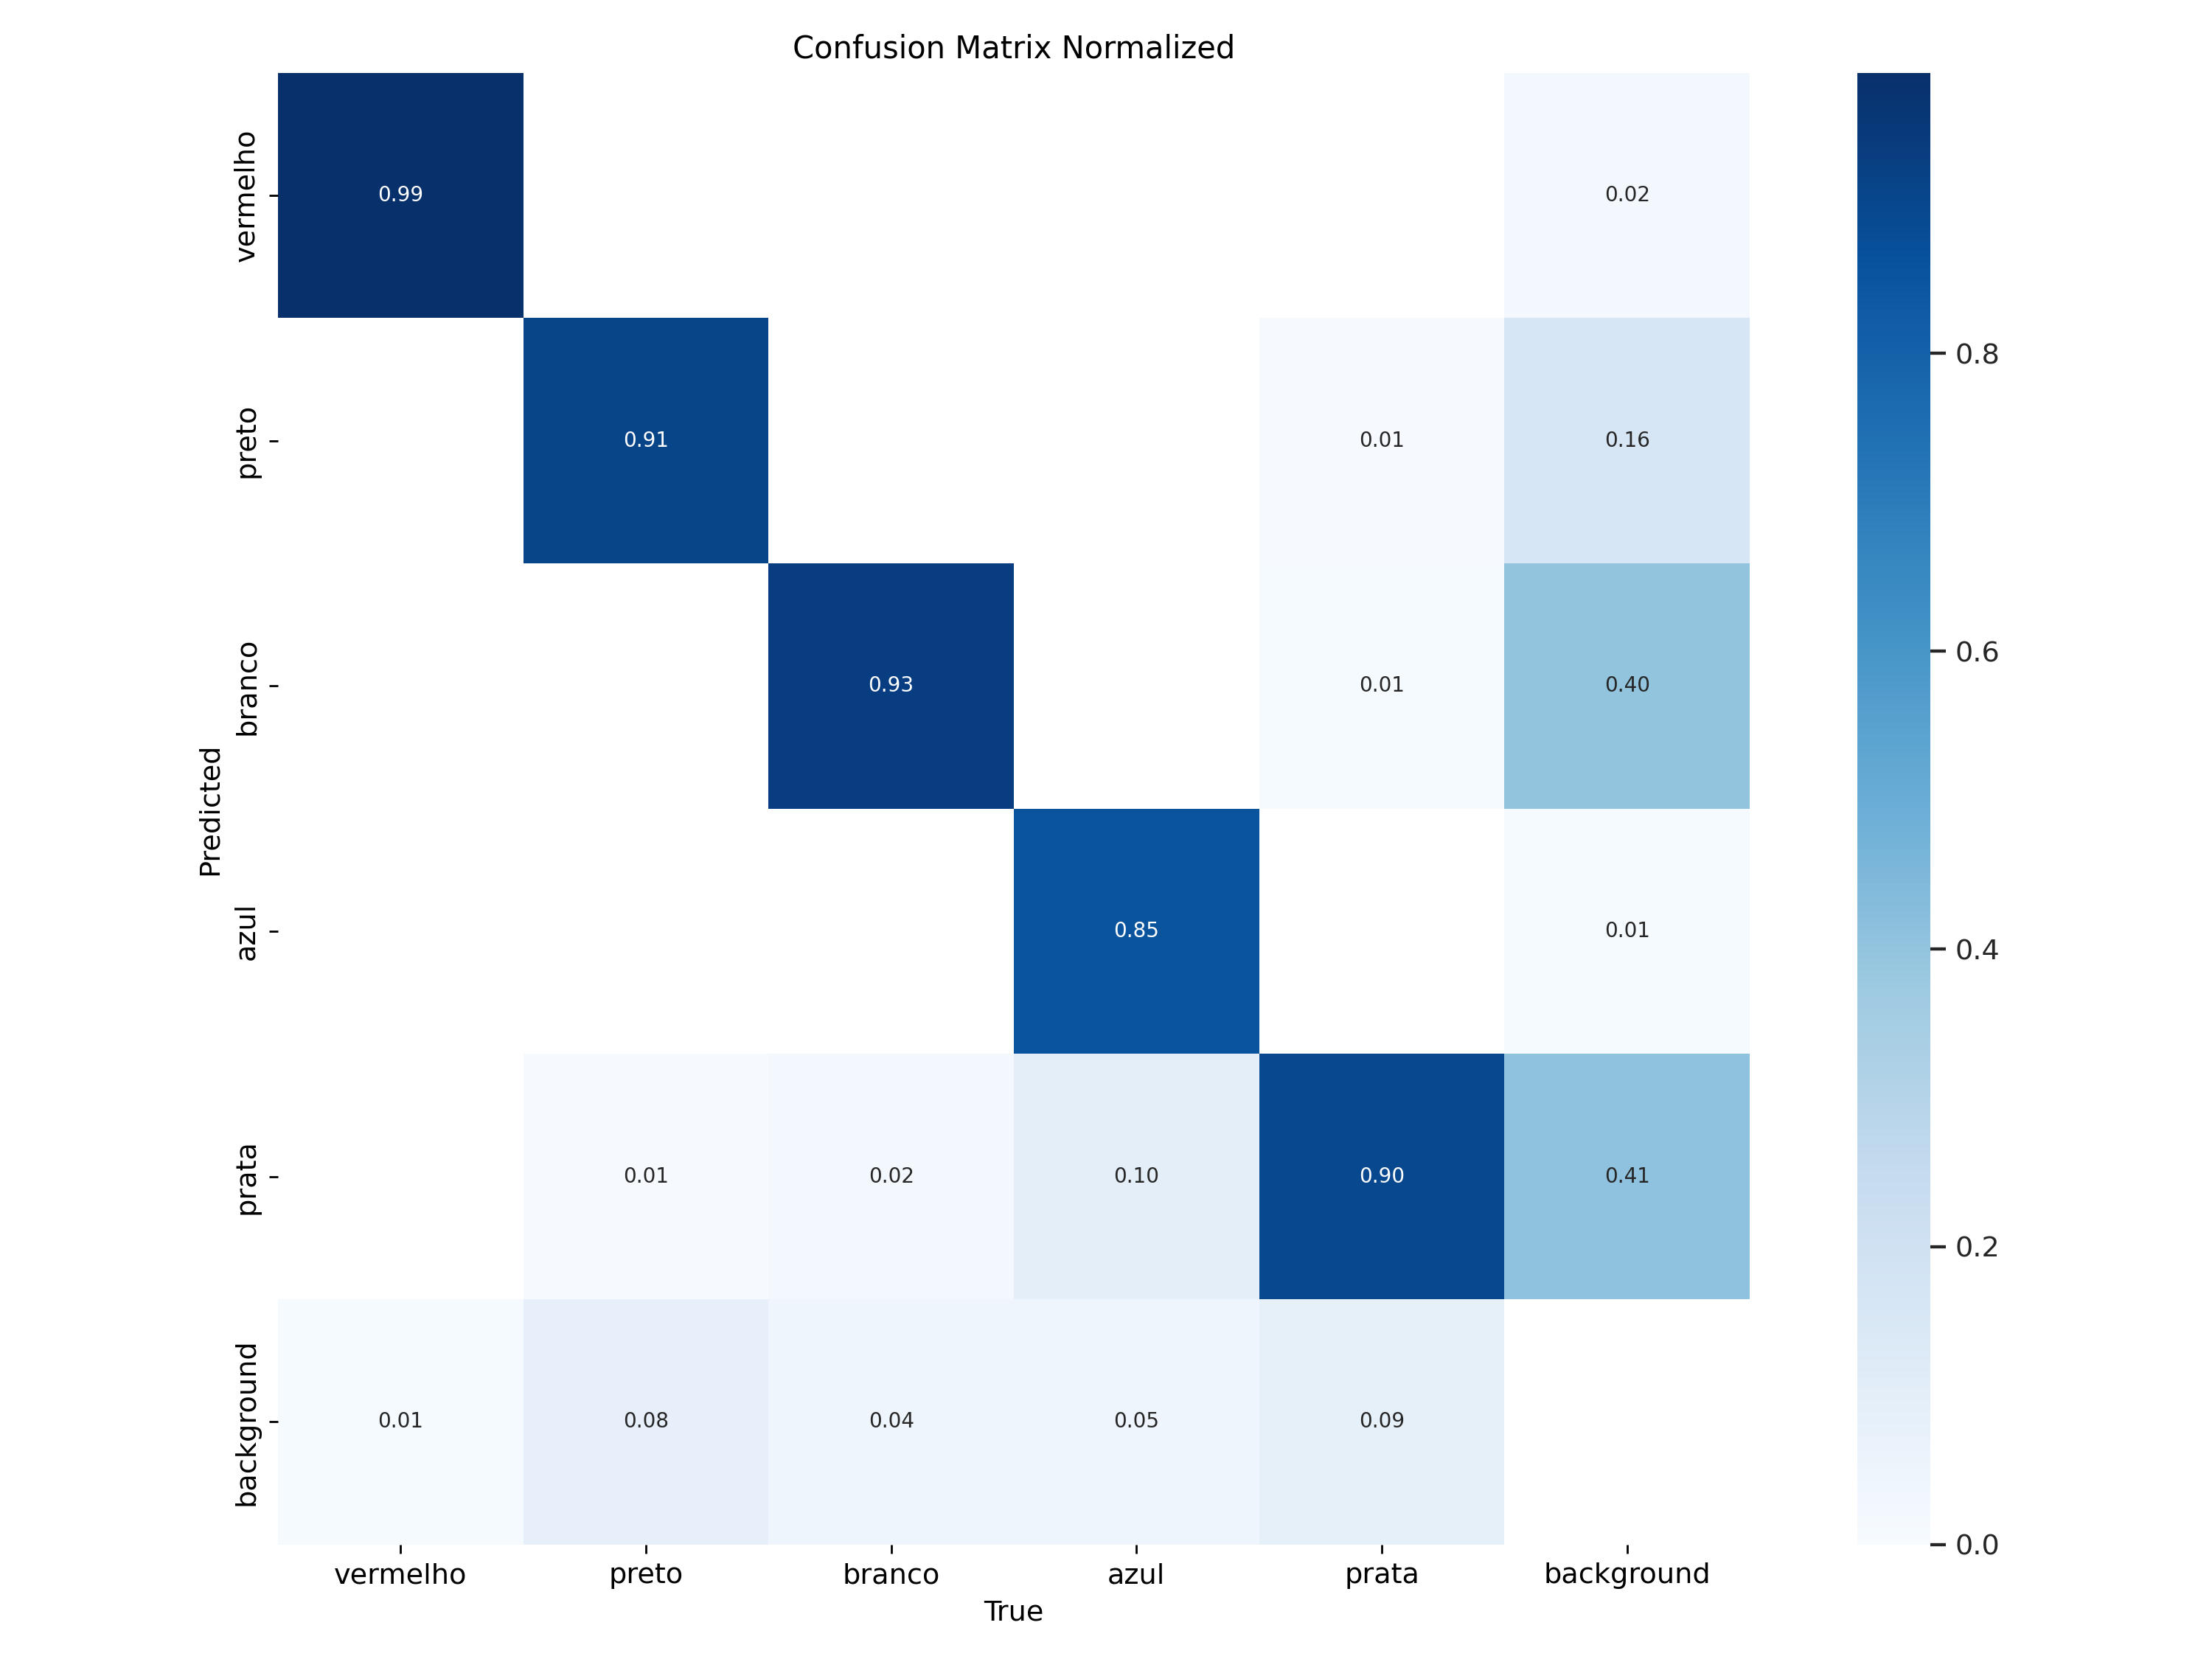 Confusion Matrix Normalized
vermelho
0.99
0.02
preto
0.91
0.01
0.16
0.8
branco
0.93
0.01
0.40
0.6
Predicted
azul
0.85
0.01
0.4
prata
0.01
0.02
0.10
0.90
0.41
0.2
background
0.01
0.08
0.04
0.05
0.09
0.0
vermelho
preto
branco
azul
prata
background
True